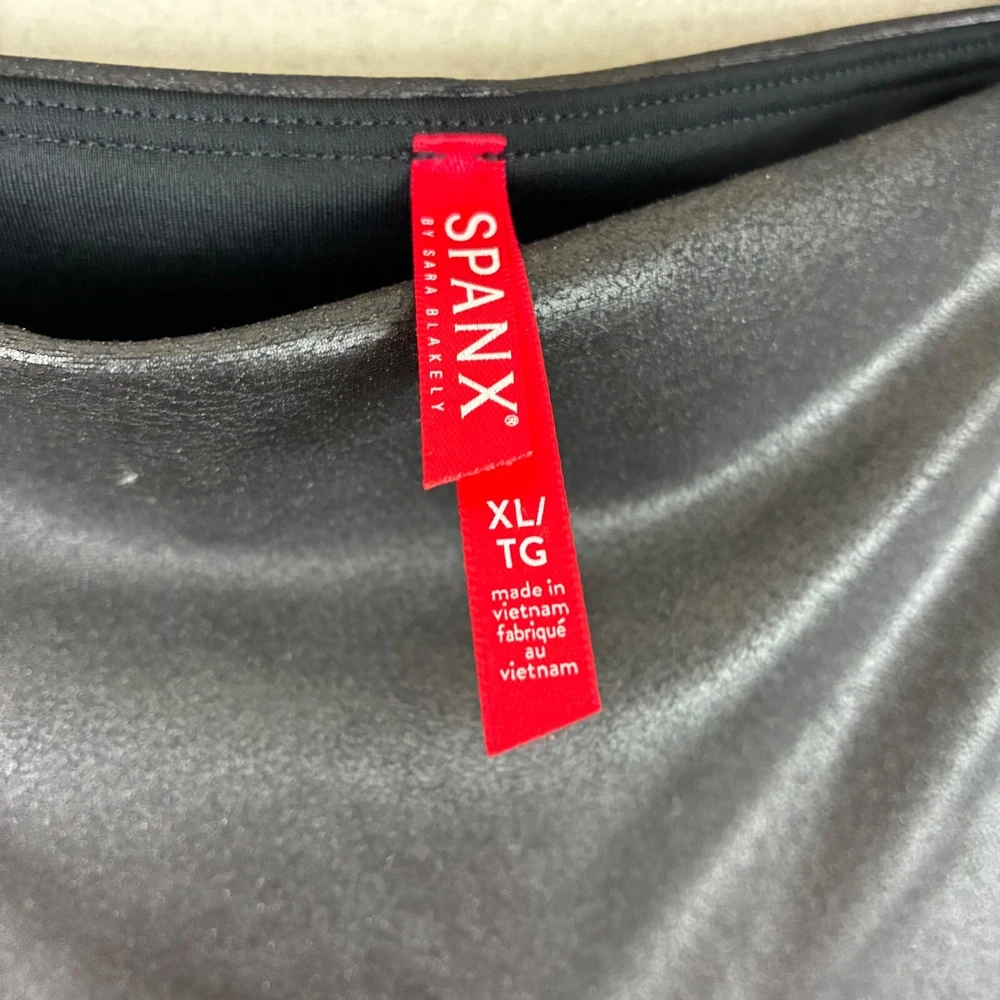 SPANX®
BY SARA BLAKELY
XL/
TG
made in
vietnam
fabriqué
au
vietnam